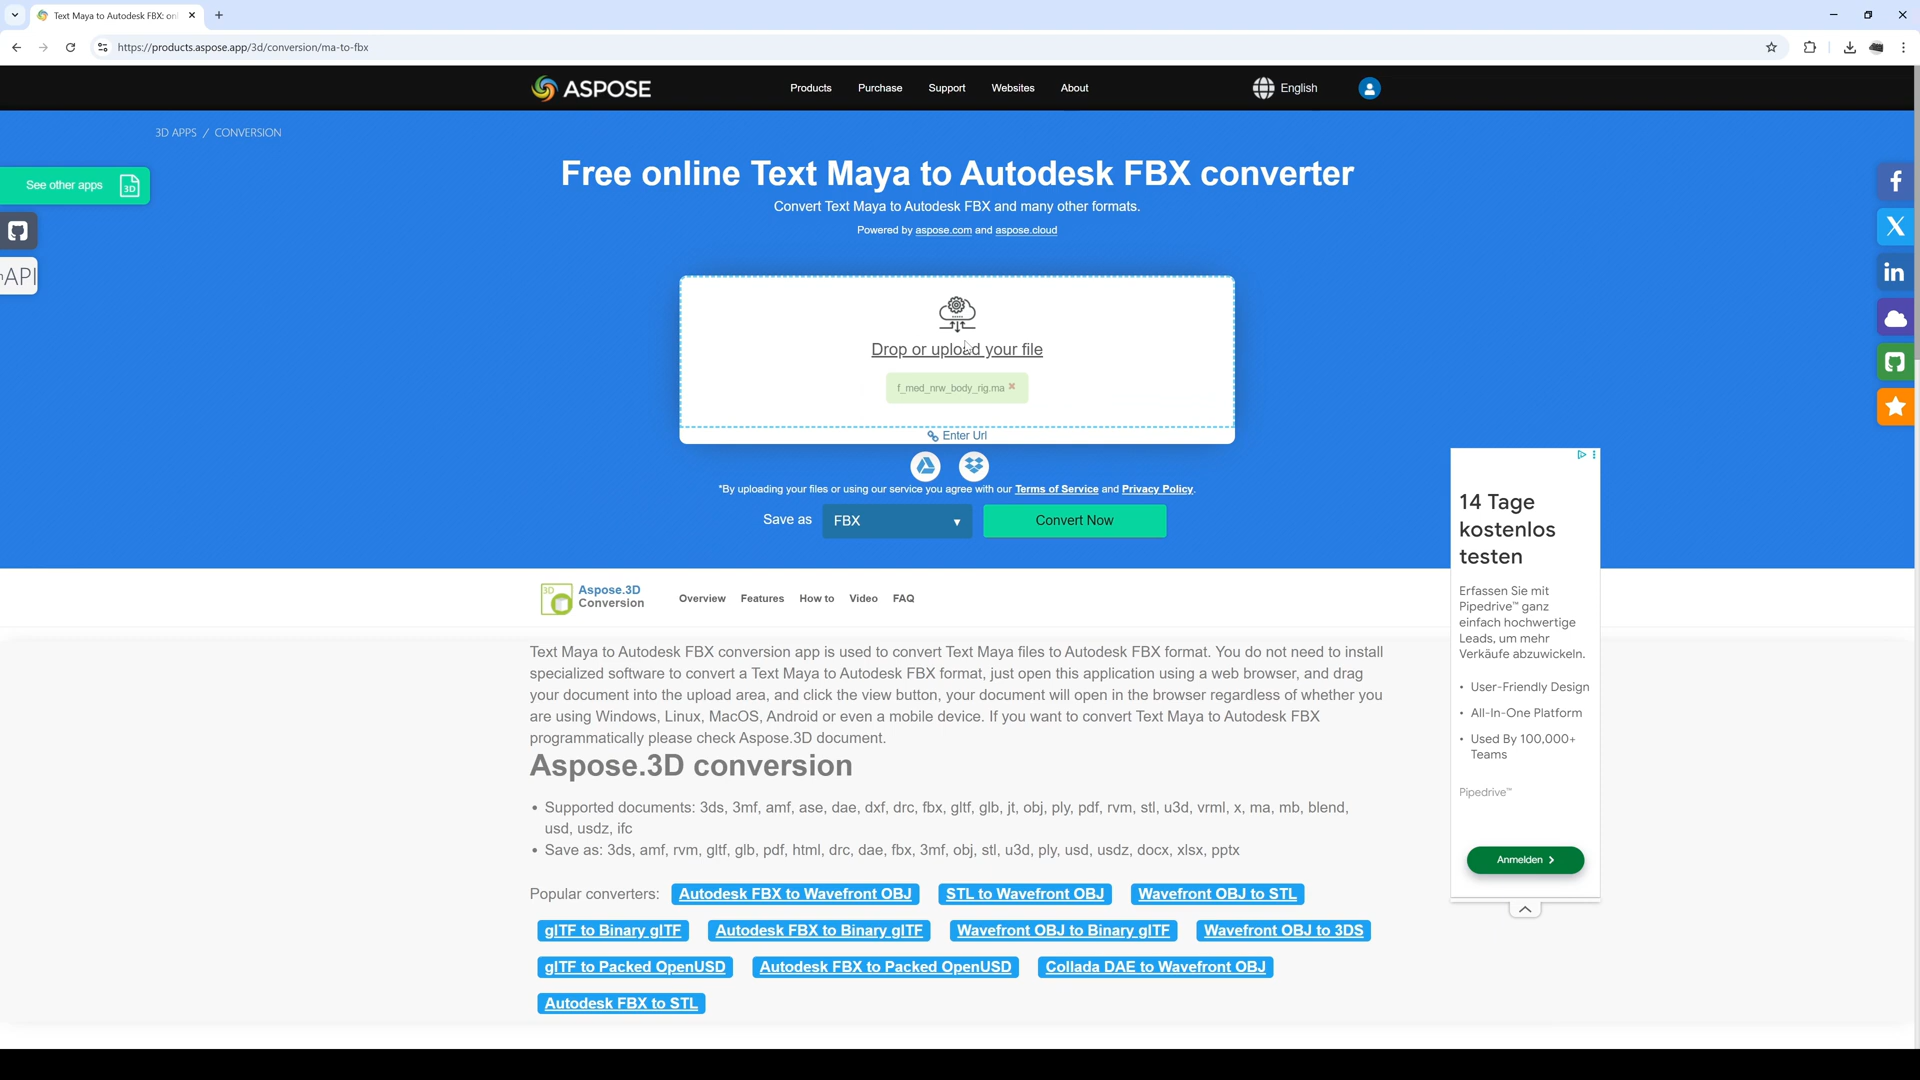 Text Maya to Autodesk FBX: onl
https://products.aspose.app/3d/conversion/ma-to-fbx
ASPOSE
Products
Purchase
Support
Websites
About
English
3D APPS / CONVERSION
See other apps
3D
API
Free online Text Maya to Autodesk FBX converter
Convert Text Maya to Autodesk FBX and many other formats.
Powered by aspose.com and aspose.cloud
Drop or upload your file
f_med_nrw_body_rig.ma
Enter Url
*By uploading your files or using our service you agree with our Terms of Service and Privacy Policy.
Save as
FBX
Convert Now
3D
Aspose.3D
Conversion
Overview
Features
How to
Video
FAQ
Text Maya to Autodesk FBX conversion app is used to convert Text Maya files to Autodesk FBX format. You do not need to install
specialized software to convert a Text Maya to Autodesk FBX format, just open this application using a web browser, and drag
your document into the upload area, and click the view button, your document will open in the browser regardless of whether you
are using Windows, Linux, MacOS, Android or even a mobile device. If you want to convert Text Maya to Autodesk FBX
programmatically please check Aspose.3D document.
Aspose.3D conversion
• Supported documents: 3ds, 3mf, amf, ase, dae, dxf, drc, fbx, gltf, glb, jt, obj, ply, pdf, rvm, stl, u3d, vrml, x, ma, mb, blend,
usd, usdz, ifc
• Save as: 3ds, amf, rvm, gltf, glb, pdf, html, drc, dae, fbx, 3mf, obj, stl, u3d, ply, usd, usdz, docx, xlsx, pptx
Popular converters: Autodesk FBX to Wavefront OBJ STL to Wavefront OBJ Wavefront OBJ to STL
glTF to Binary glTF Autodesk FBX to Binary glTF Wavefront OBJ to Binary glTF Wavefront OBJ to 3DS
glTF to Packed OpenUSD Autodesk FBX to Packed OpenUSD Collada DAE to Wavefront OBJ
Autodesk FBX to STL
14 Tage
kostenlos
testen
Erfassen Sie mit
Pipedrive™ ganz
einfach hochwertige
Leads, um mehr
Verkäufe abzuwickeln.
• User-Friendly Design
• All-In-One Platform
• Used By 100,000+
Teams
Pipedrive™
Anmelden